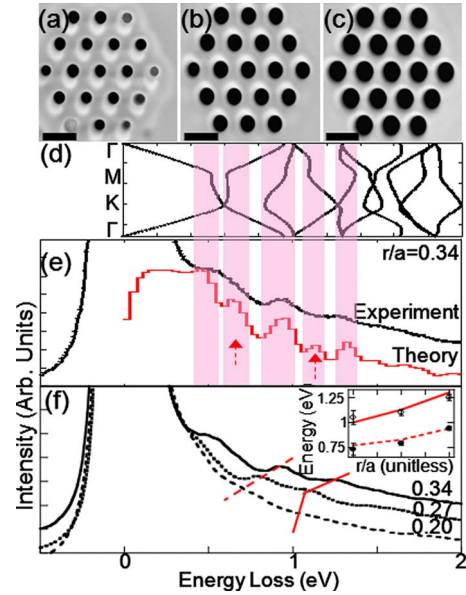 (a)
(b)
(c)
(d)
Γ
M
K
Γ
(e)
r/a=0.34
Experiment
Theory
Intensity (Arb. Units)
(f)
Energy (eV)
1.25
1
0.75
r/a (unitless)
0.34
0.27
0.20
0
0
1
2
Energy Loss (eV)